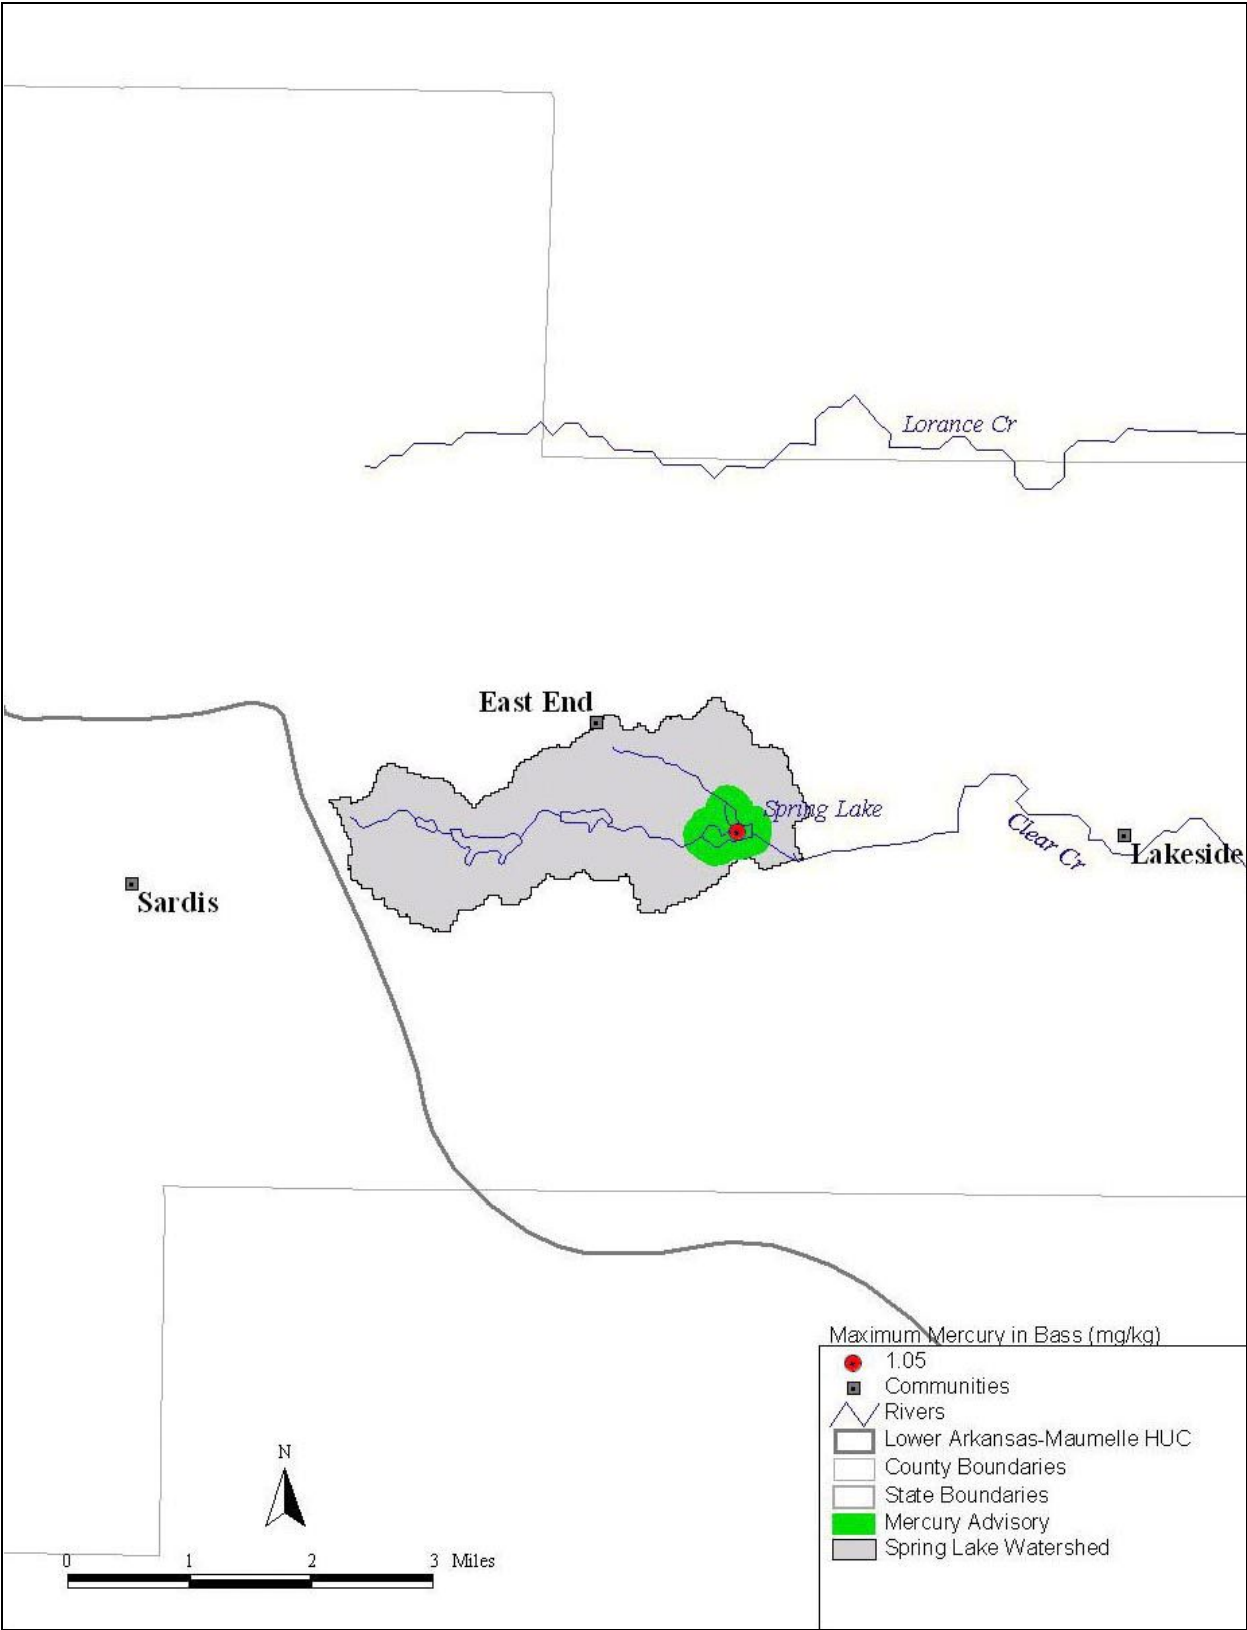 Lorance Cr
East End
Spring Lake
Clear Cr
Lakeside
Sardis
Maximum Mercury in Bass (mg/kg)
1.05
Communities
Rivers
Lower Arkansas-Maumelle HUC
County Boundaries
State Boundaries
Mercury Advisory
Spring Lake Watershed
N
0 1 2 3 Miles